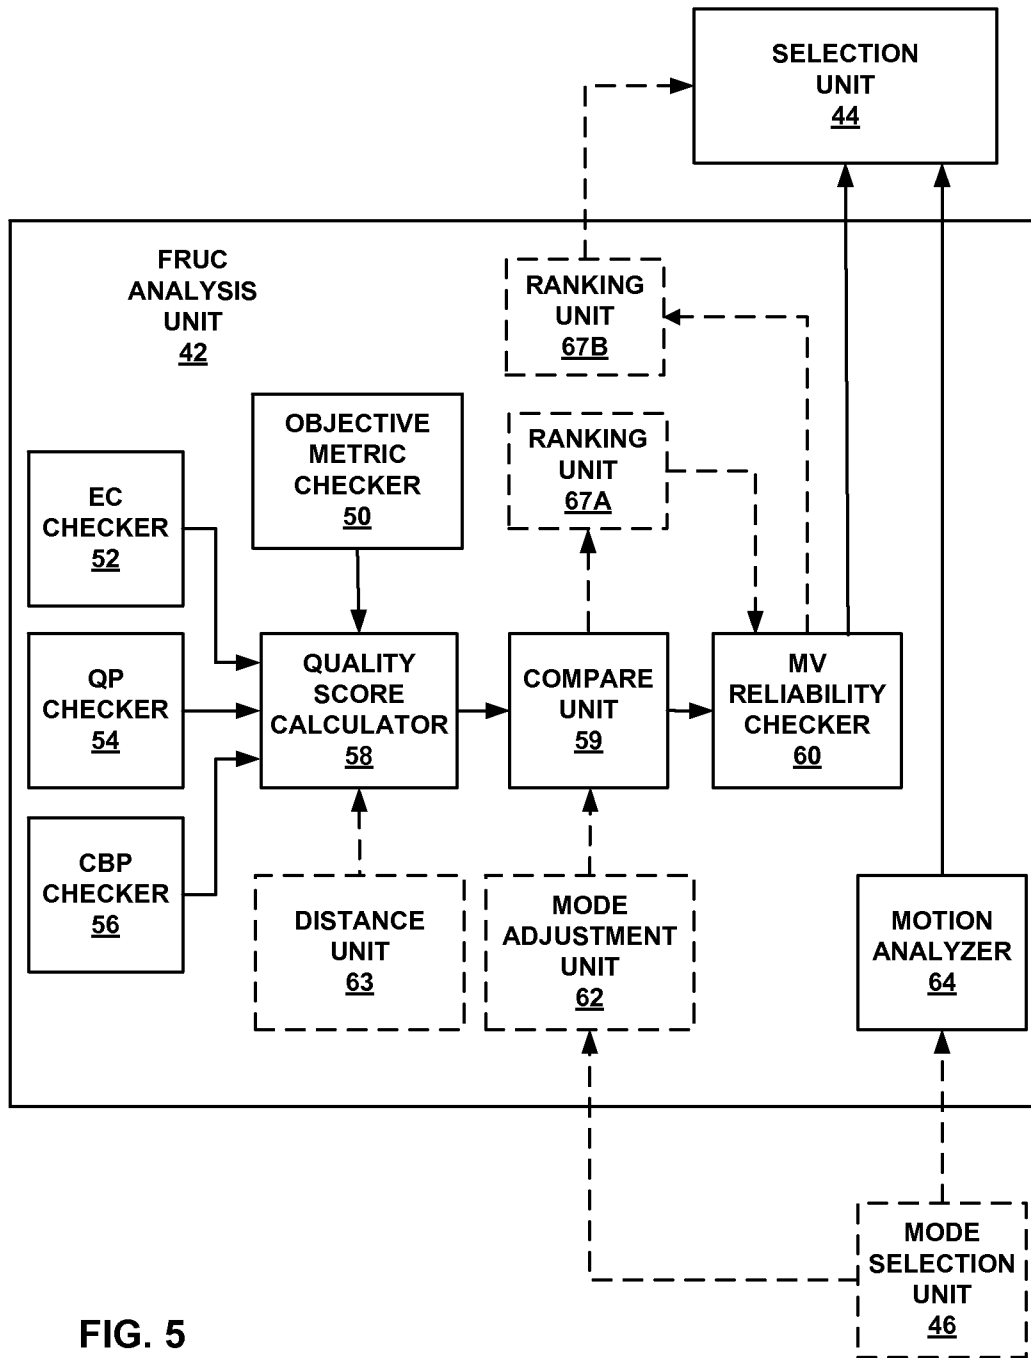 SELECTION
UNIT
44
FRUC
ANALYSIS
UNIT
42
RANKING
UNIT
67B
OBJECTIVE
METRIC
CHECKER
50
RANKING
UNIT
67A
EC
CHECKER
52
QP
CHECKER
54
QUALITY
SCORE
CALCULATOR
58
COMPARE
UNIT
59
MV
RELIABILITY
CHECKER
60
CBP
CHECKER
56
DISTANCE
UNIT
63
MODE
ADJUSTMENT
UNIT
62
MOTION
ANALYZER
64
MODE
SELECTION
UNIT
46
FIG. 5